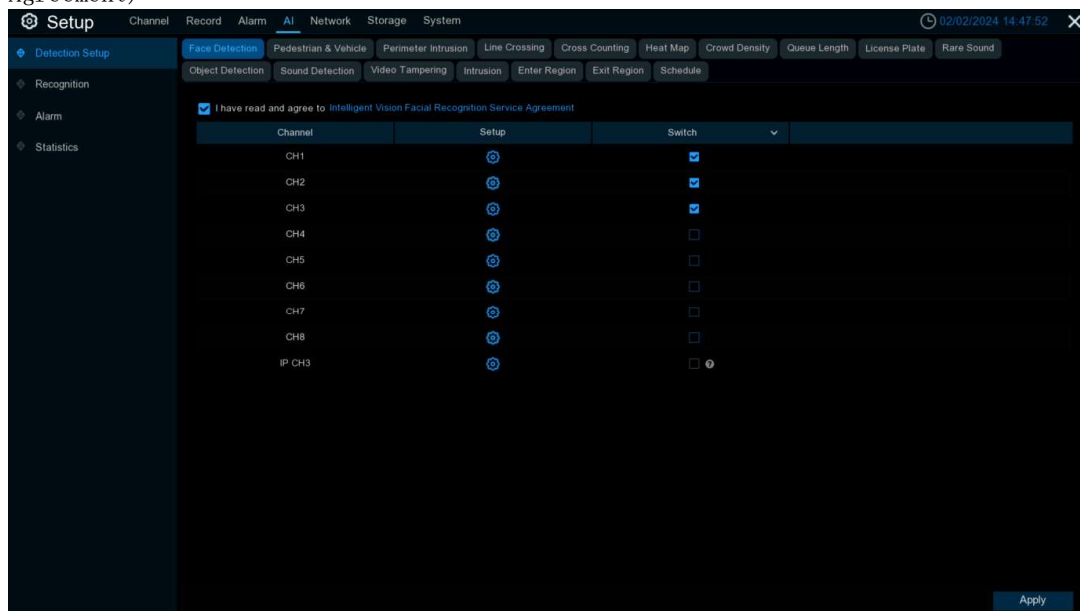 Agreement)
Setup Channel Record Alarm AI Network Storage System 02/02/2024 14:47:52
Detection Setup
Recognition
Alarm
Statistics
Face Detection Pedestrian & Vehicle Perimeter Intrusion Line Crossing Cross Counting Heat Map Crowd Density Queue Length License Plate Rare Sound
Object Detection Sound Detection Video Tampering Intrusion Enter Region Exit Region Schedule
I have read and agree to Intelligent Vision Facial Recognition Service Agreement
Channel Setup Switch
CH1
CH2
CH3
CH4
CH5
CH6
CH7
CH8
IP CH3 ?
Apply